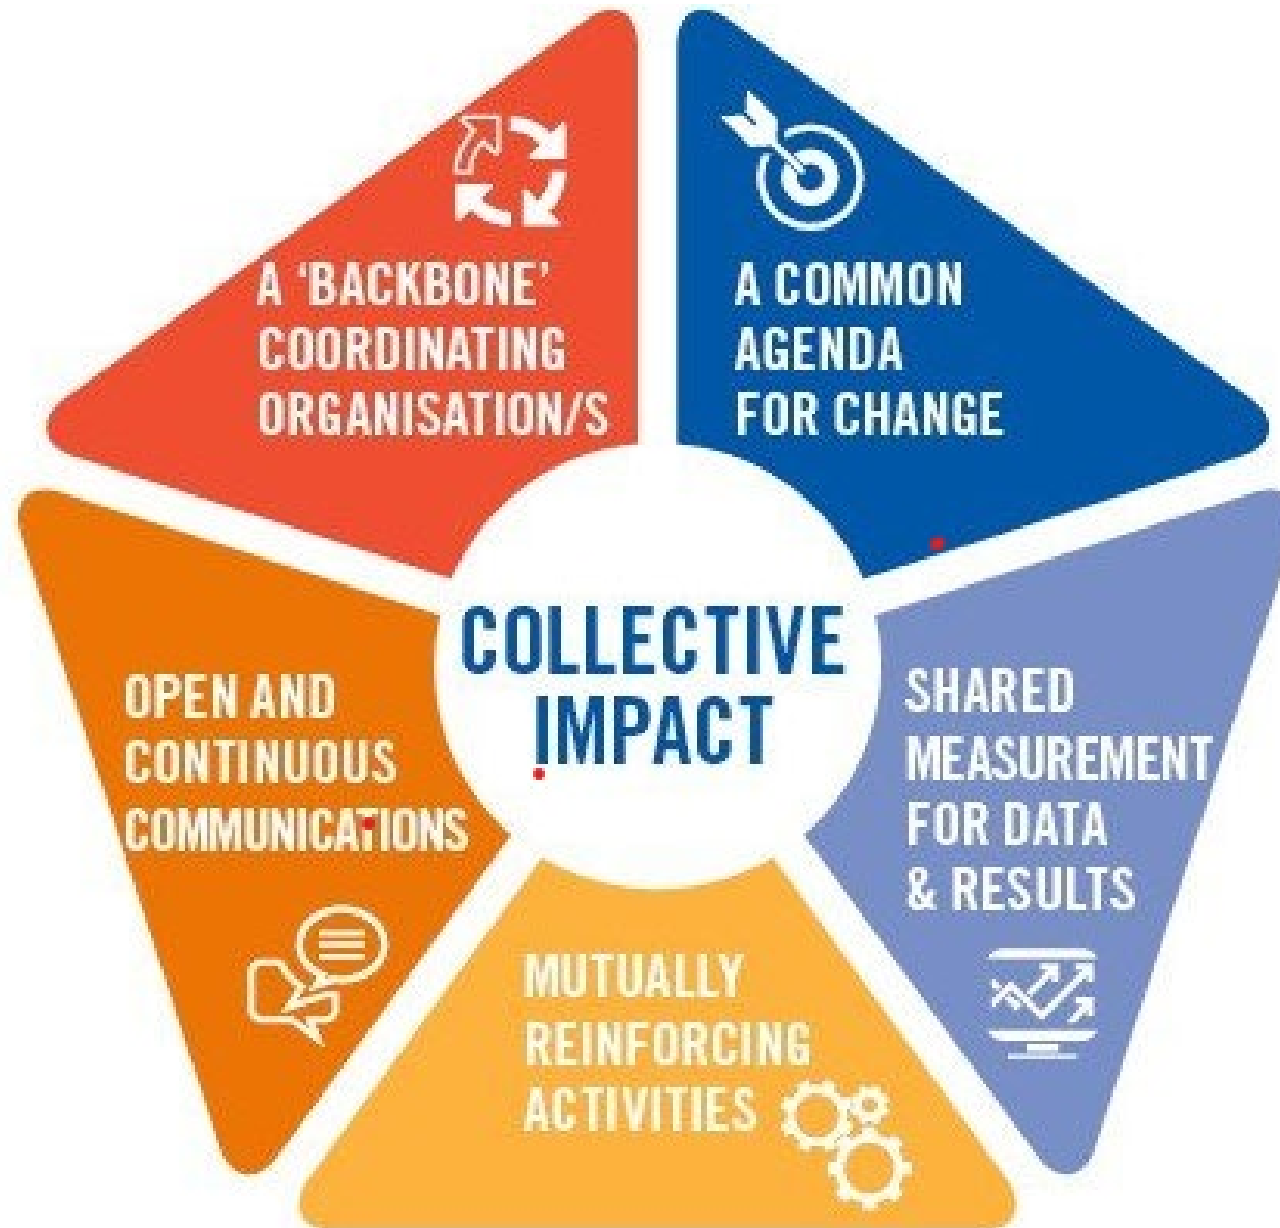 A ‘BACKBONE’
COORDINATING
ORGANISATION/S
A COMMON
AGENDA
FOR CHANGE
COLLECTIVE
IMPACT
OPEN AND
CONTINUOUS
COMMUNICATIONS
SHARED
MEASUREMENT
FOR DATA
& RESULTS
MUTUALLY
REINFORCING
ACTIVITIES